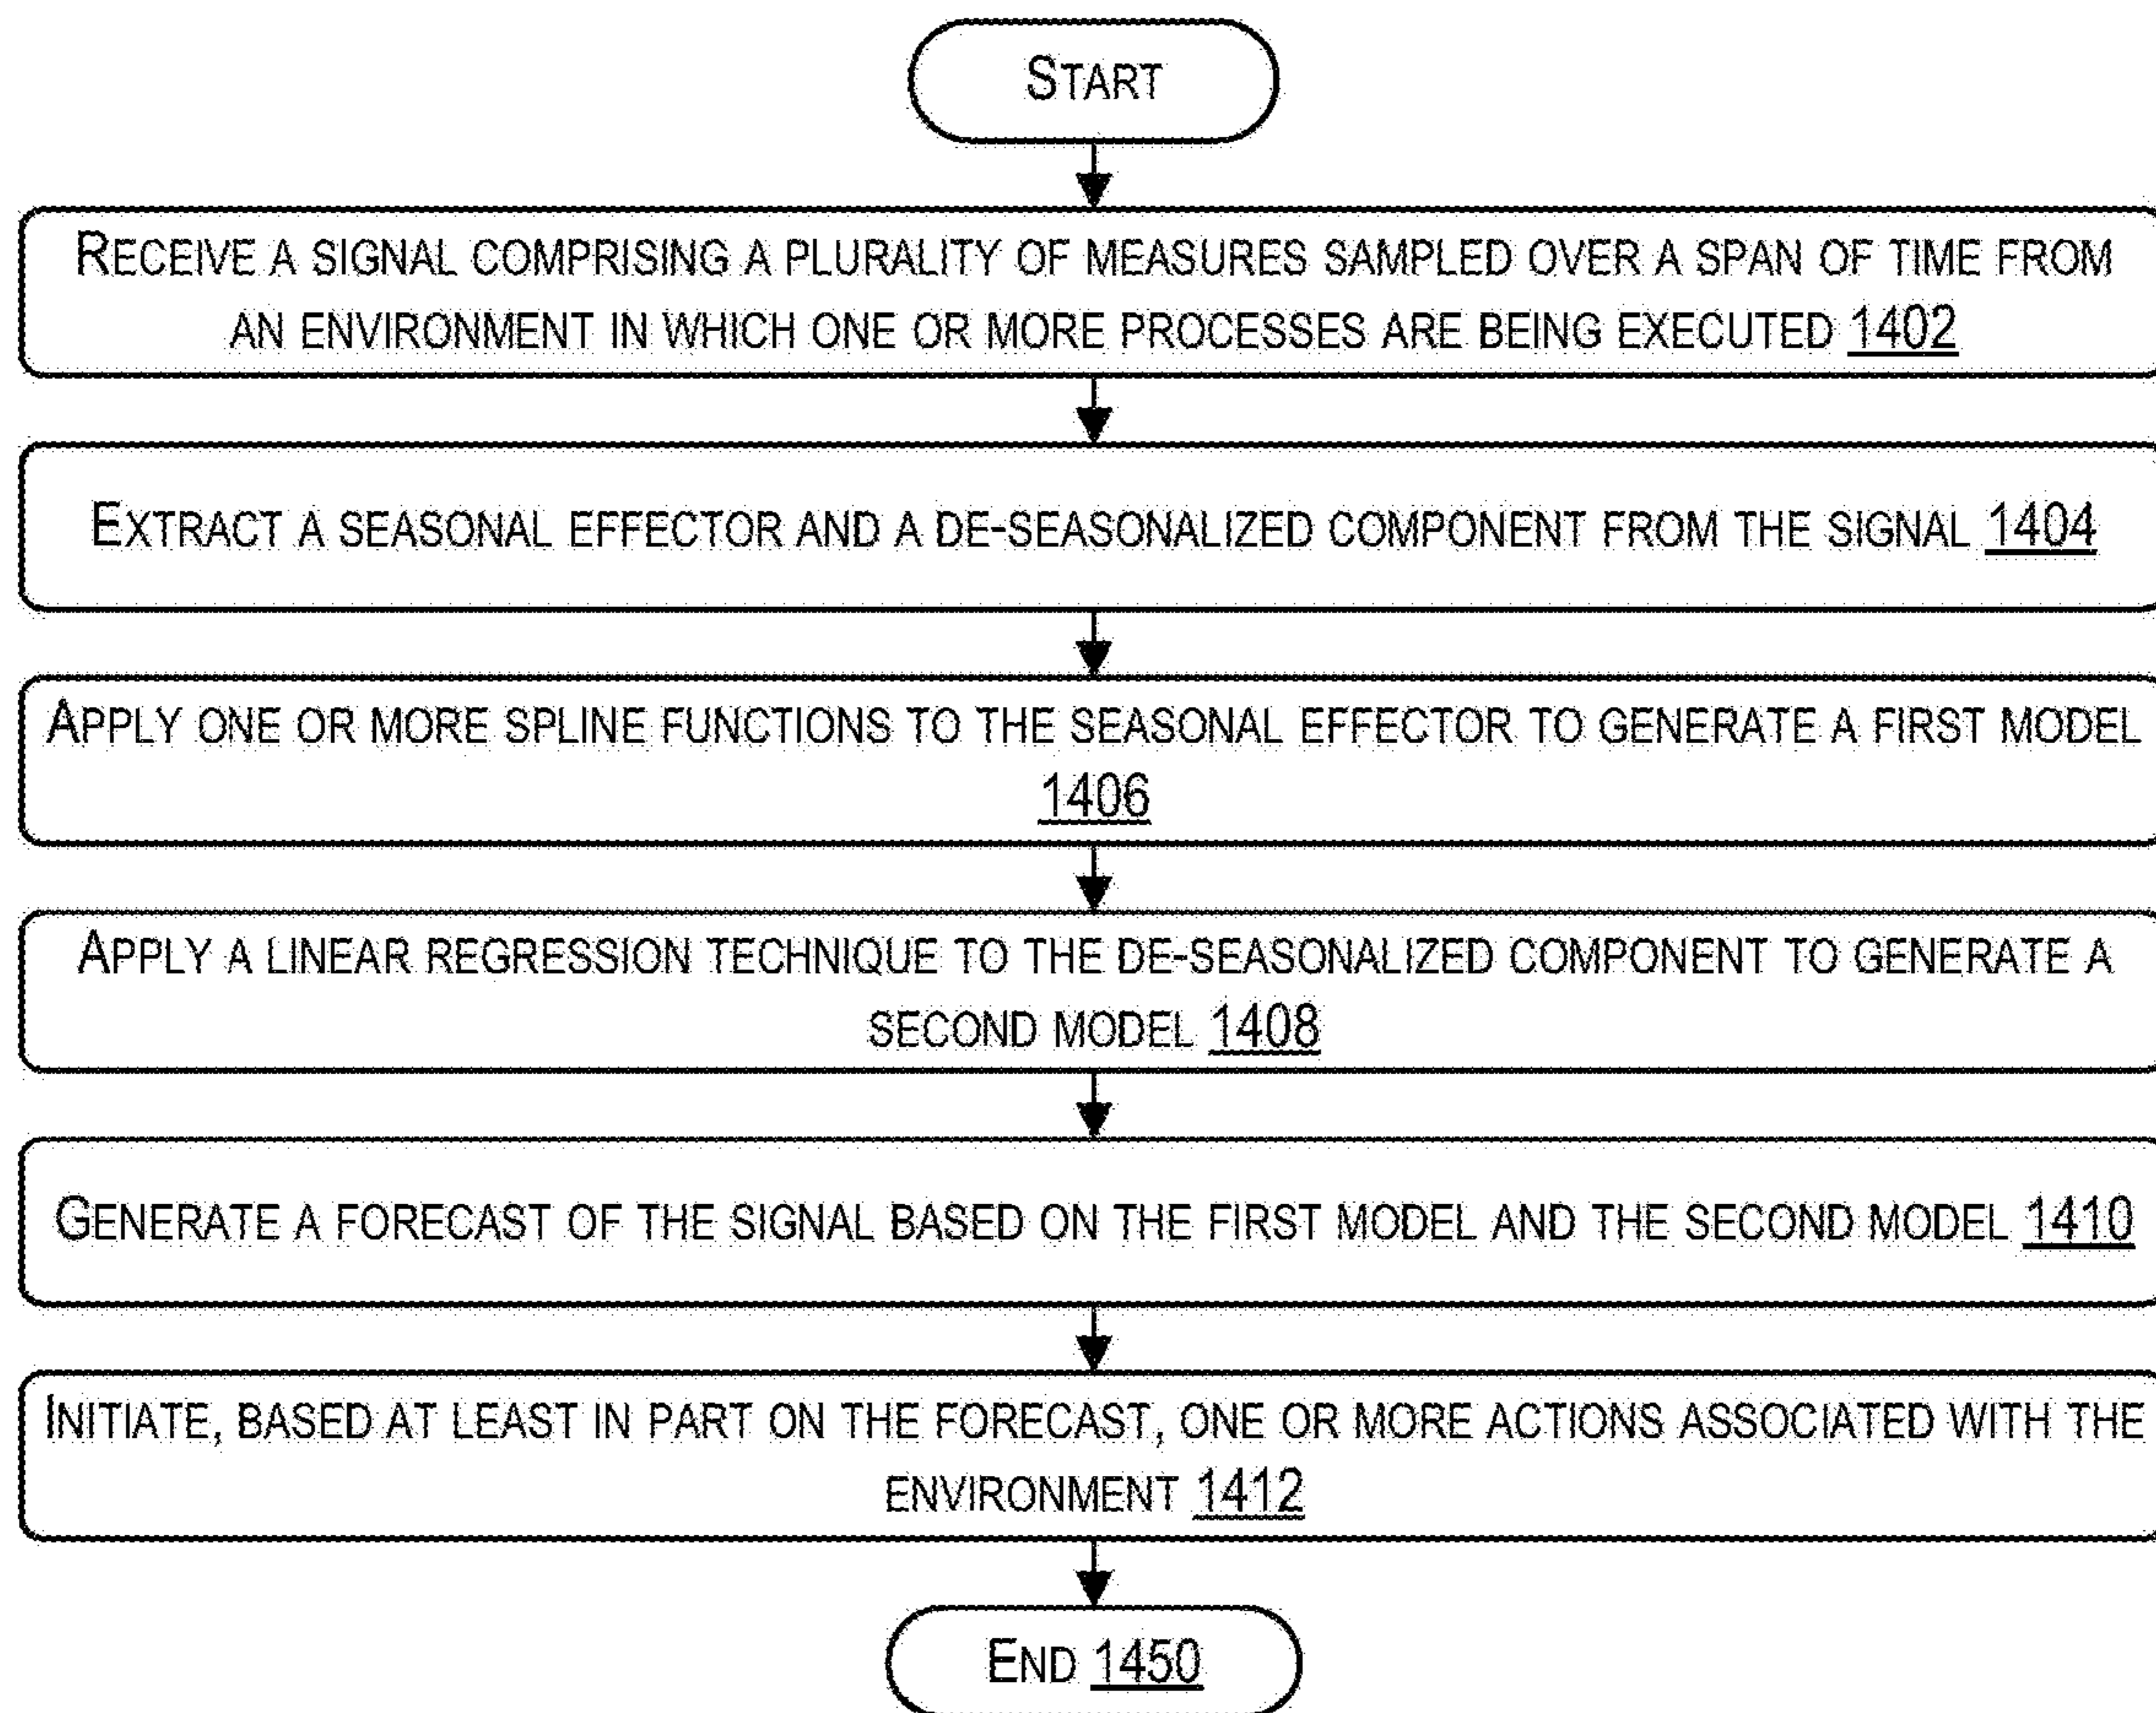 START
RECEIVE A SIGNAL COMPRISING A PLURALITY OF MEASURES SAMPLED OVER A SPAN OF TIME FROM
AN ENVIRONMENT IN WHICH ONE OR MORE PROCESSES ARE BEING EXECUTED 1402
EXTRACT A SEASONAL EFFECTOR AND A DE-SEASONALIZED COMPONENT FROM THE SIGNAL 1404
APPLY ONE OR MORE SPLINE FUNCTIONS TO THE SEASONAL EFFECTOR TO GENERATE A FIRST MODEL
1406
APPLY A LINEAR REGRESSION TECHNIQUE TO THE DE-SEASONALIZED COMPONENT TO GENERATE A
SECOND MODEL 1408
GENERATE A FORECAST OF THE SIGNAL BASED ON THE FIRST MODEL AND THE SECOND MODEL 1410
INITIATE, BASED AT LEAST IN PART ON THE FORECAST, ONE OR MORE ACTIONS ASSOCIATED WITH THE
ENVIRONMENT 1412
END 1450